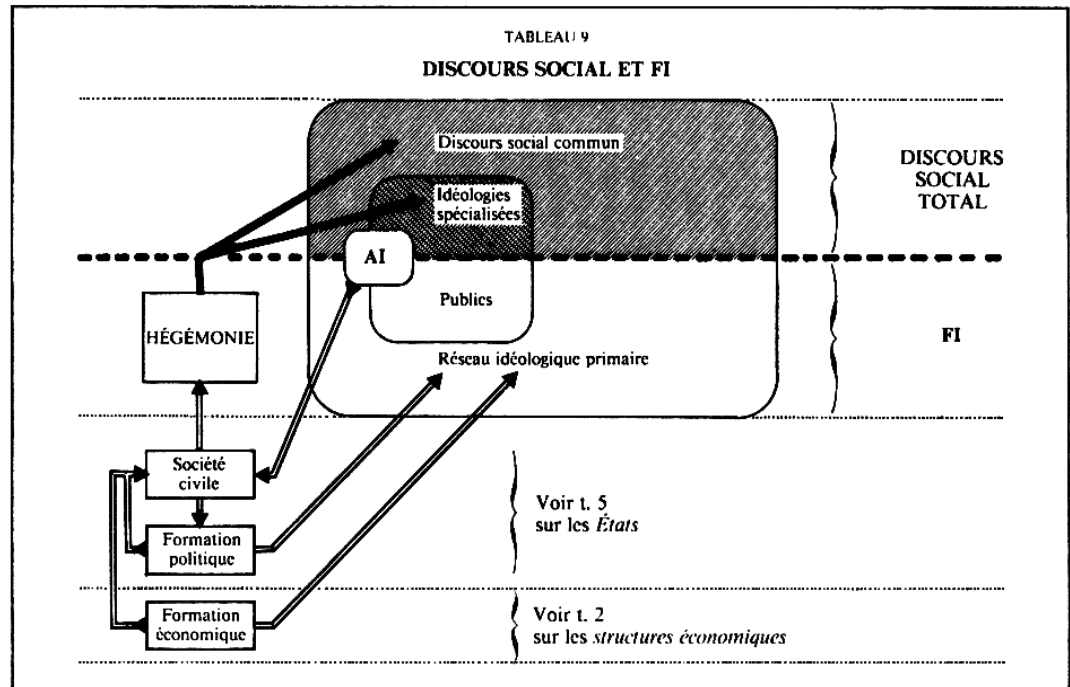 TABLEAU 9
DISCOURS SOCIAL ET FI
Discours social commun
Idéologies
spécialisées
DISCOURS
SOCIAL
TOTAL
AI
Publics
HÉGÉMONIE
FI
Réseau idéologique primaire
Société
civile
Formation
politique
Voir t. 5
sur les États
Formation
économique
Voir t. 2
sur les structures économiques